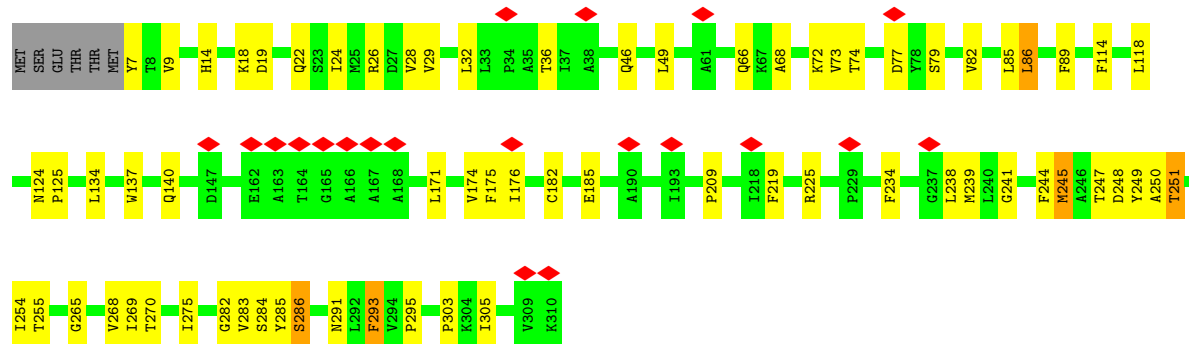 MET SER GLU THR THR MET Y7 T8 V9 H14 K18 D19 Q22 S23 I24 M25 R26 D27 V28 V29 L32 L33 P34 A35 T36 I37 A38 Q46 L49 A61 Q66 K67 A68 K72 V73 T74 D77 Y78 S79 V82 L85 L86 F89 F114 L118
N124 P125 L134 W137 Q140 D147 E162 A163 T164 G165 A166 A167 A168 L171 V174 F175 I176 C182 E185 A190 I193 P209 I218 F219 R225 P229 F234 G237 L238 M239 L240 G241 F244 M245 A246 T247 D248 Y249 A250 T251
I254 T255 G265 V268 I269 T270 I275 G282 V283 S284 Y285 S286 N291 L292 F293 V294 P295 P303 K304 I305 V309 K310